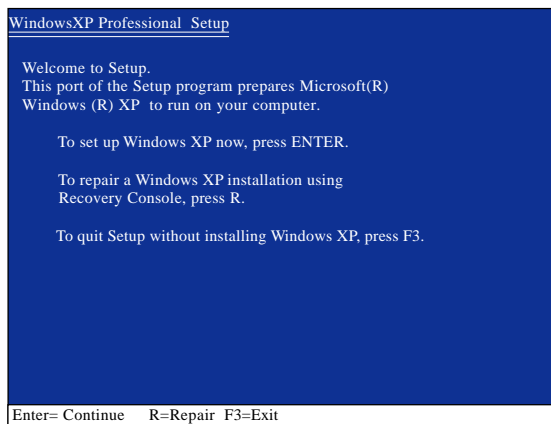 WindowsXP Professional Setup
Welcome to Setup.
This port of the Setup program prepares Microsoft(R)
Windows (R) XP to run on your computer.
To set up Windows XP now, press ENTER.
To repair a Windows XP installation using
Recovery Console, press R.
To quit Setup without installing Windows XP, press F3.
Enter= Continue R=Repair F3=Exit